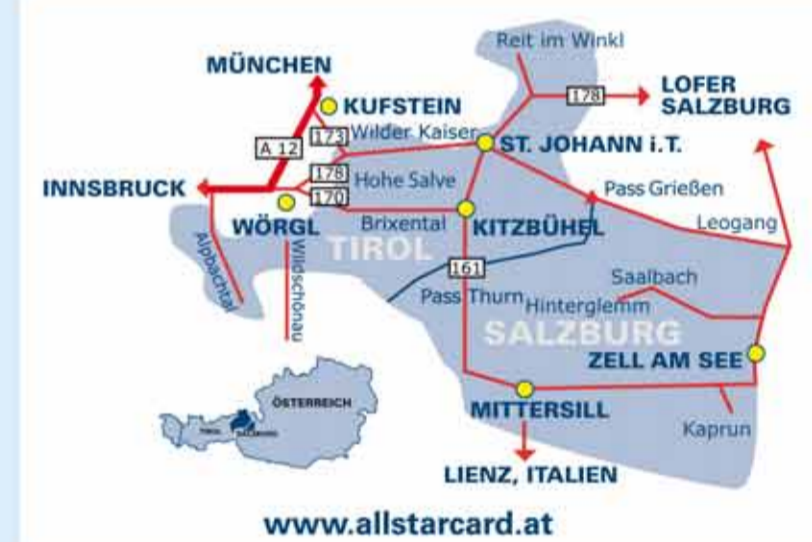 Reit im Winkl
MÜNCHEN
LOFER
SALZBURG
178
KUFSTEIN
173
Wilder Kaiser
A 12
ST. JOHANN i.T.
178
Hohe Salve
INNSBRUCK
170
Pass Grießen
WÖRGL
Brixental
KITZBÜHEL
Leogang
Alpbachtal
Wildschönau
TIROL
161
Saalbach
Pass Thurn
Hinterglemm
SALZBURG
ZELL AM SEE
MITTERSILL
Kaprun
LIENZ, ITALIEN
ÖSTERREICH
TIROL
SALZBURG
www.allstarcard.at